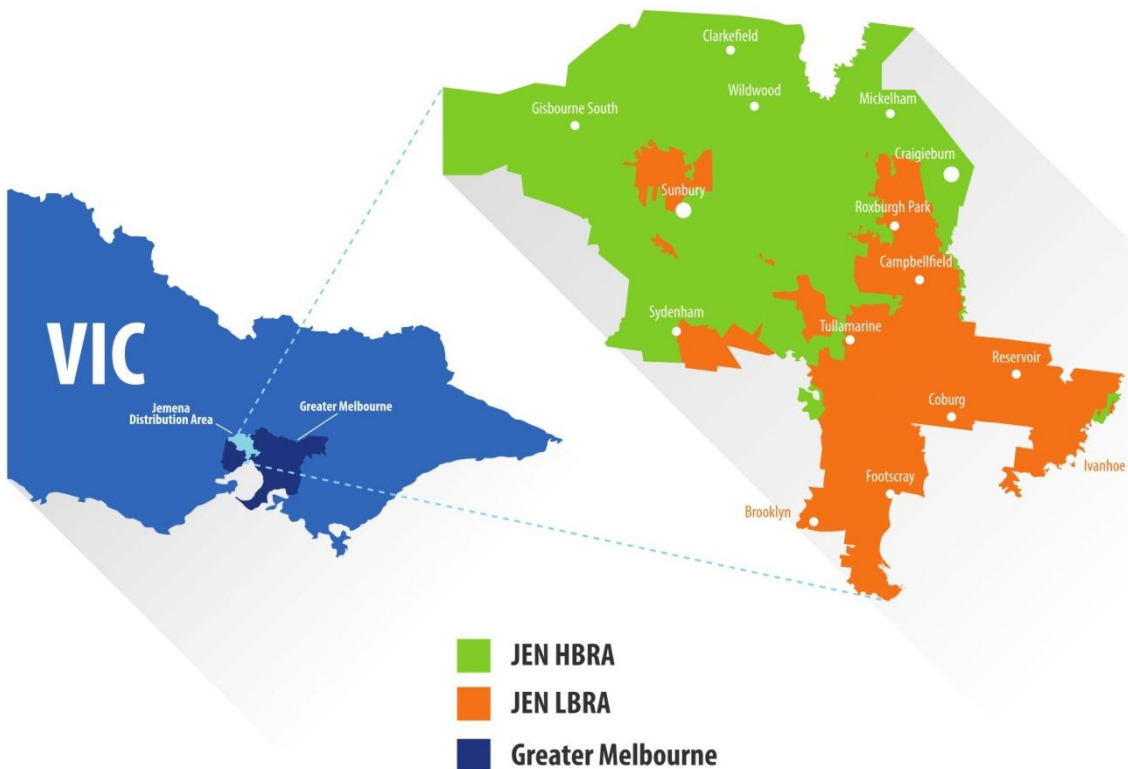 VIC
Jemena
Distribution Area
Greater Melbourne
Clarkefield
Wildwood
Gisbourne South
Mickelham
Craigieburn
Sunbury
Roxburgh Park
Campbellfield
Sydenham
Tullamarine
Reservoir
Coburg
Ivanhoe
Footscray
Brooklyn
JEN HBRA
JEN LBRA
Greater Melbourne